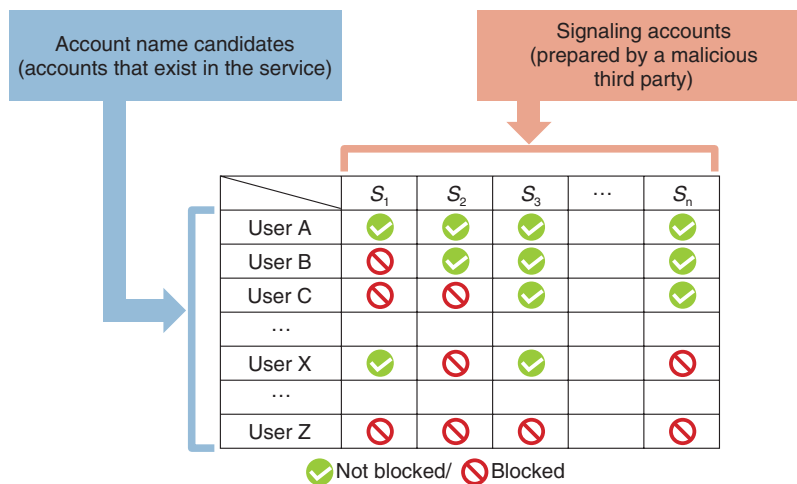 Account name candidates
(accounts that exist in the service)
Signaling accounts
(prepared by a malicious
third party)
S1 S2 S3 ... Sn
User A
User B
User C
...
User X
...
User Z
Not blocked/ Blocked